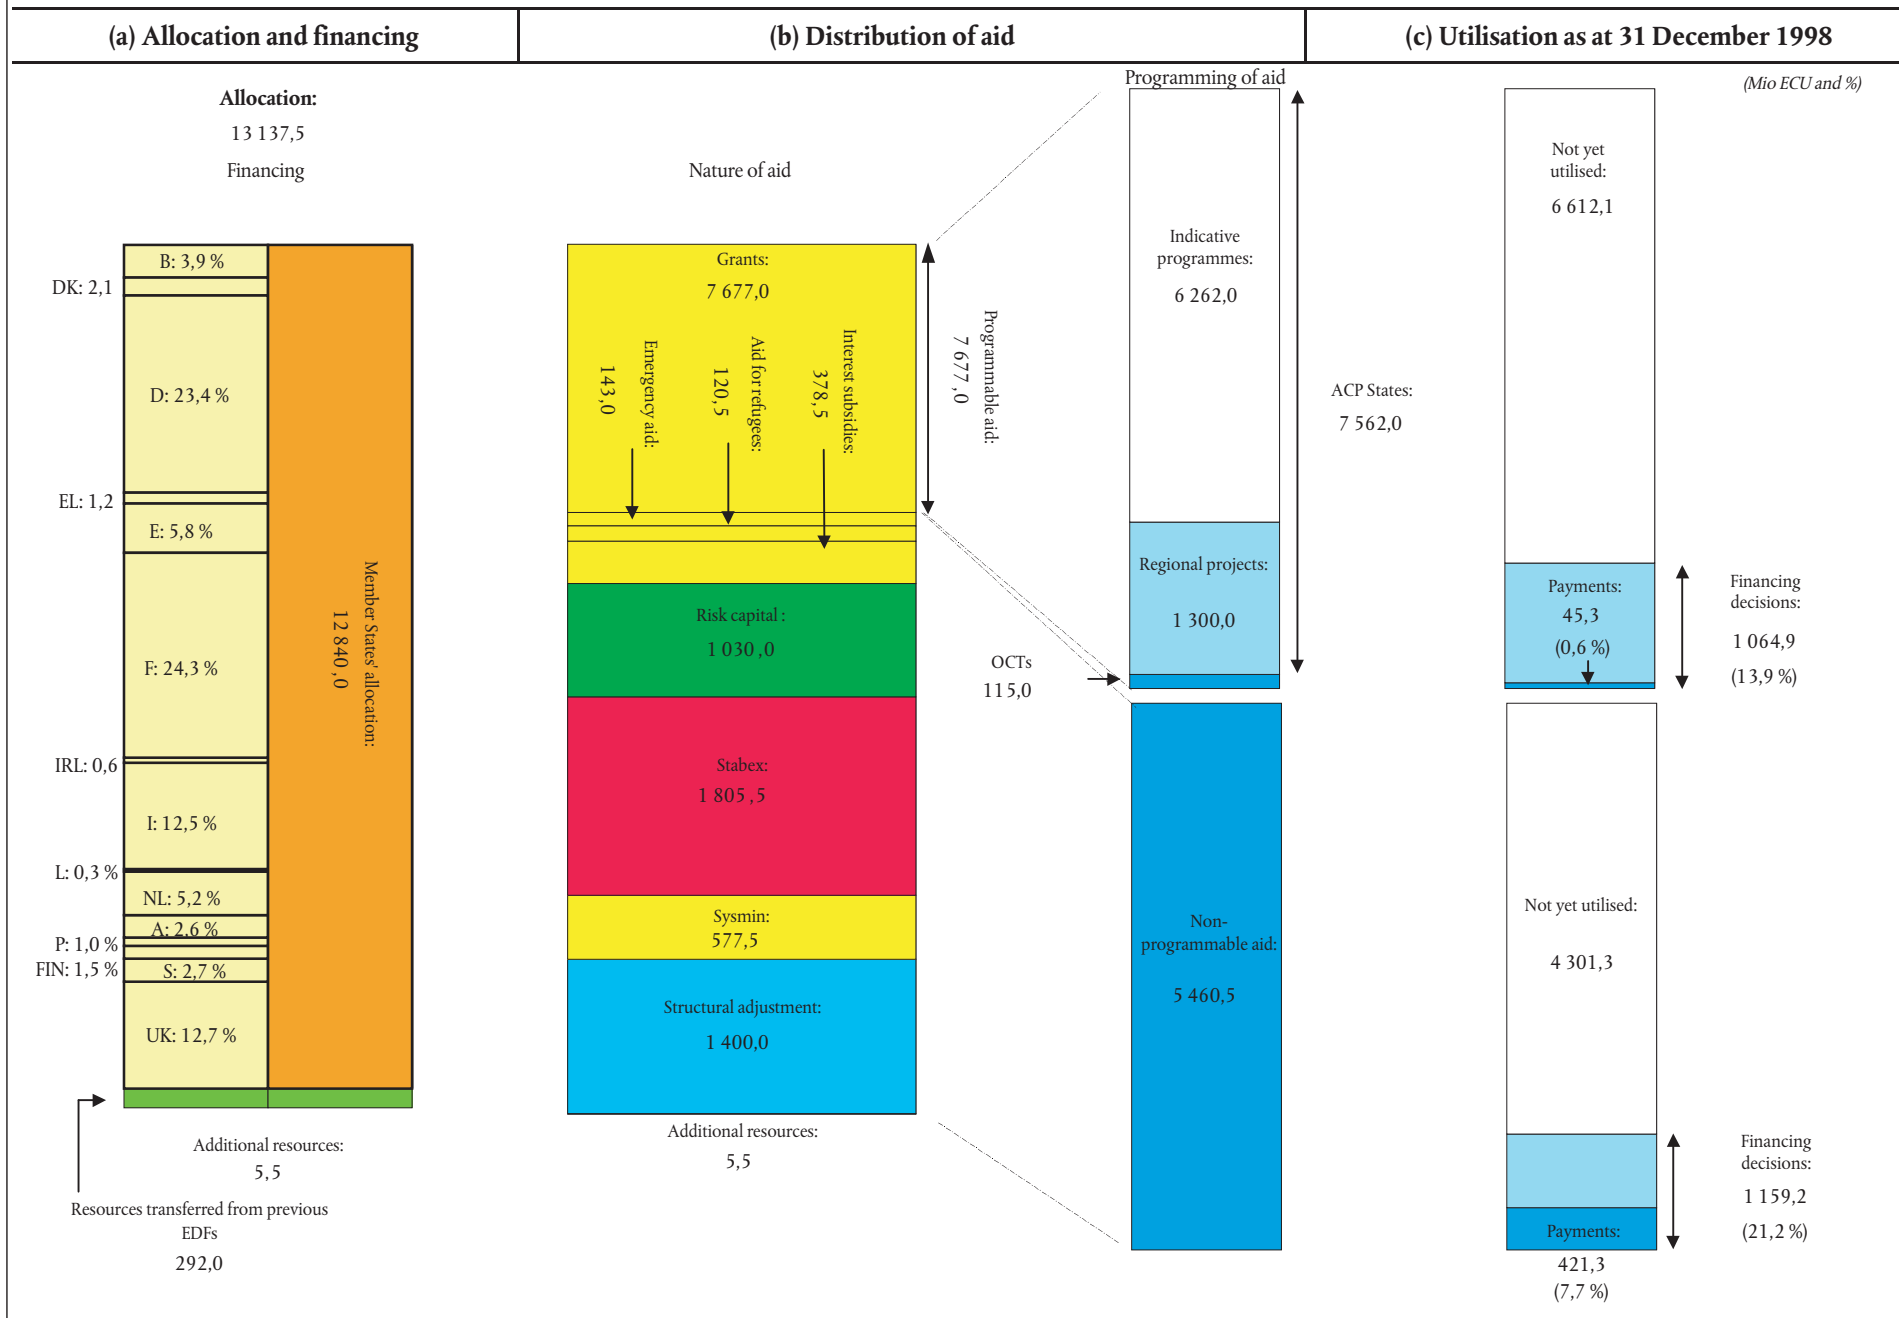 (a) Allocation and financing
(b) Distribution of aid
(c) Utilisation as at 31 December 1998
(Mio ECU and %)
Allocation:
13 137,5
Financing
B: 3,9 %
DK: 2,1
D: 23,4 %
EL: 1,2
E: 5,8 %
F: 24,3 %
IRL: 0,6
I: 12,5 %
L: 0,3 %
NL: 5,2 %
A: 2.6 %
P: 1,0 %
FIN: 1,5 %
S: 2,7 %
UK: 12,7 %
Member States' allocation:
12 840,0
Additional resources:
5,5
Resources transferred from previous
EDFs
292,0
Nature of aid
Grants:
7 677,0
Emergency aid:
143,0
Aid for refugees:
120,5
Interest subsidies:
378,5
Programmable aid:
7 677,0
Risk capital :
1 030,0
Stabex:
1 805,5
Sysmin:
577,5
Structural adjustment:
1 400,0
Additional resources:
5,5
Programming of aid
Indicative
programmes:
6 262,0
Regional projects:
1 300,0
ACP States:
7 562,0
OCTs
115,0
Non-
programmable aid:
5 460,5
Not yet
utilised:
6 612,1
Payments:
45,3
(0,6 %)
Financing
decisions:
1 064,9
(13,9 %)
Not yet utilised:
4 301,3
Financing
decisions:
1 159,2
(21,2 %)
Payments:
421,3
(7,7 %)